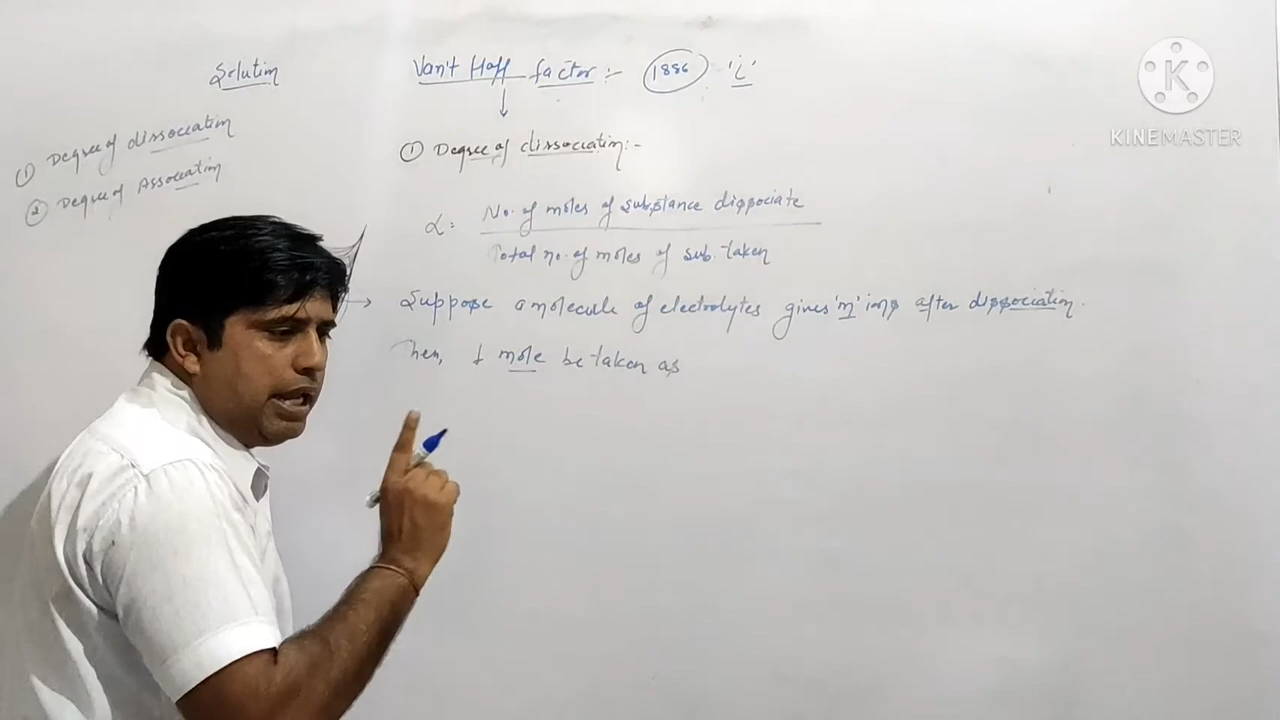 Solution
① Degree of dissociation
② Degree of Association
Van't Hoff factor :- 1886 'i'
① Degree of dissociation:-
α = No. of moles of substance dissociate
Total no. of moles of sub. taken
→ Suppose a molecule of electrolytes gives 'n' ions after dissociation.
Then, 1 mole be taken as
K
KINEMASTER